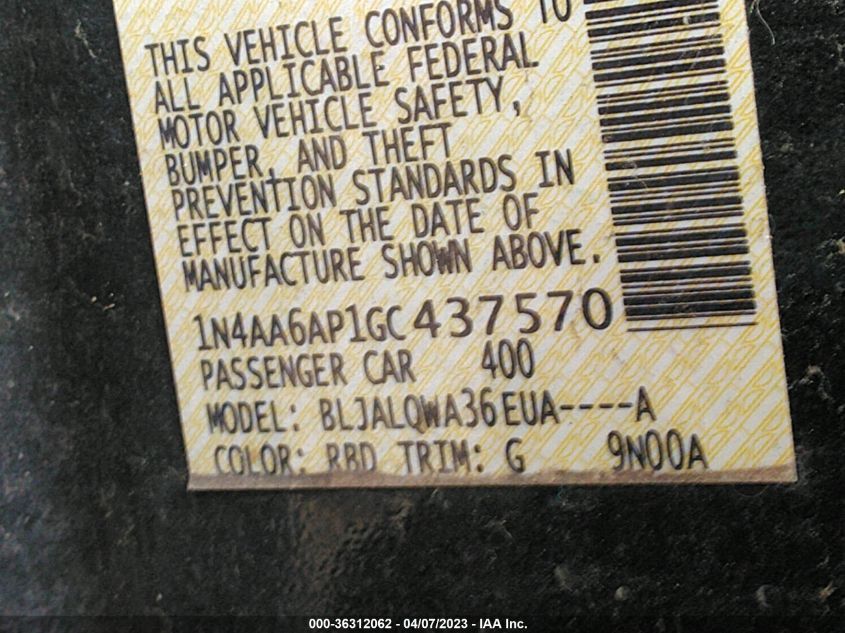 THIS VEHICLE CONFORMS TO
ALL APPLICABLE FEDERAL
MOTOR VEHICLE SAFETY,
BUMPER, AND THEFT
PREVENTION STANDARDS IN
EFFECT ON THE DATE OF
MANUFACTURE SHOWN ABOVE.
1N4AA6AP1GC437570
PASSENGER CAR 400
MODEL: BLJALQWA36EUA----A
COLOR: RBD TRIM: G 9N00A
000-36312062 - 04/07/2023 - IAA Inc.